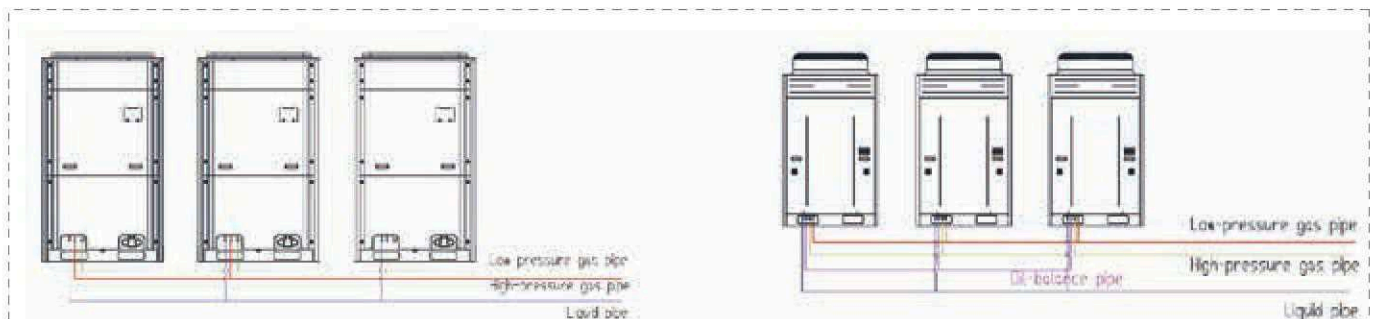 Low-pressure gas pipe
High-pressure gas pipe
Liquid pipe
Low-pressure gas pipe
High-pressure gas pipe
Oil-balance pipe
Liquid pipe